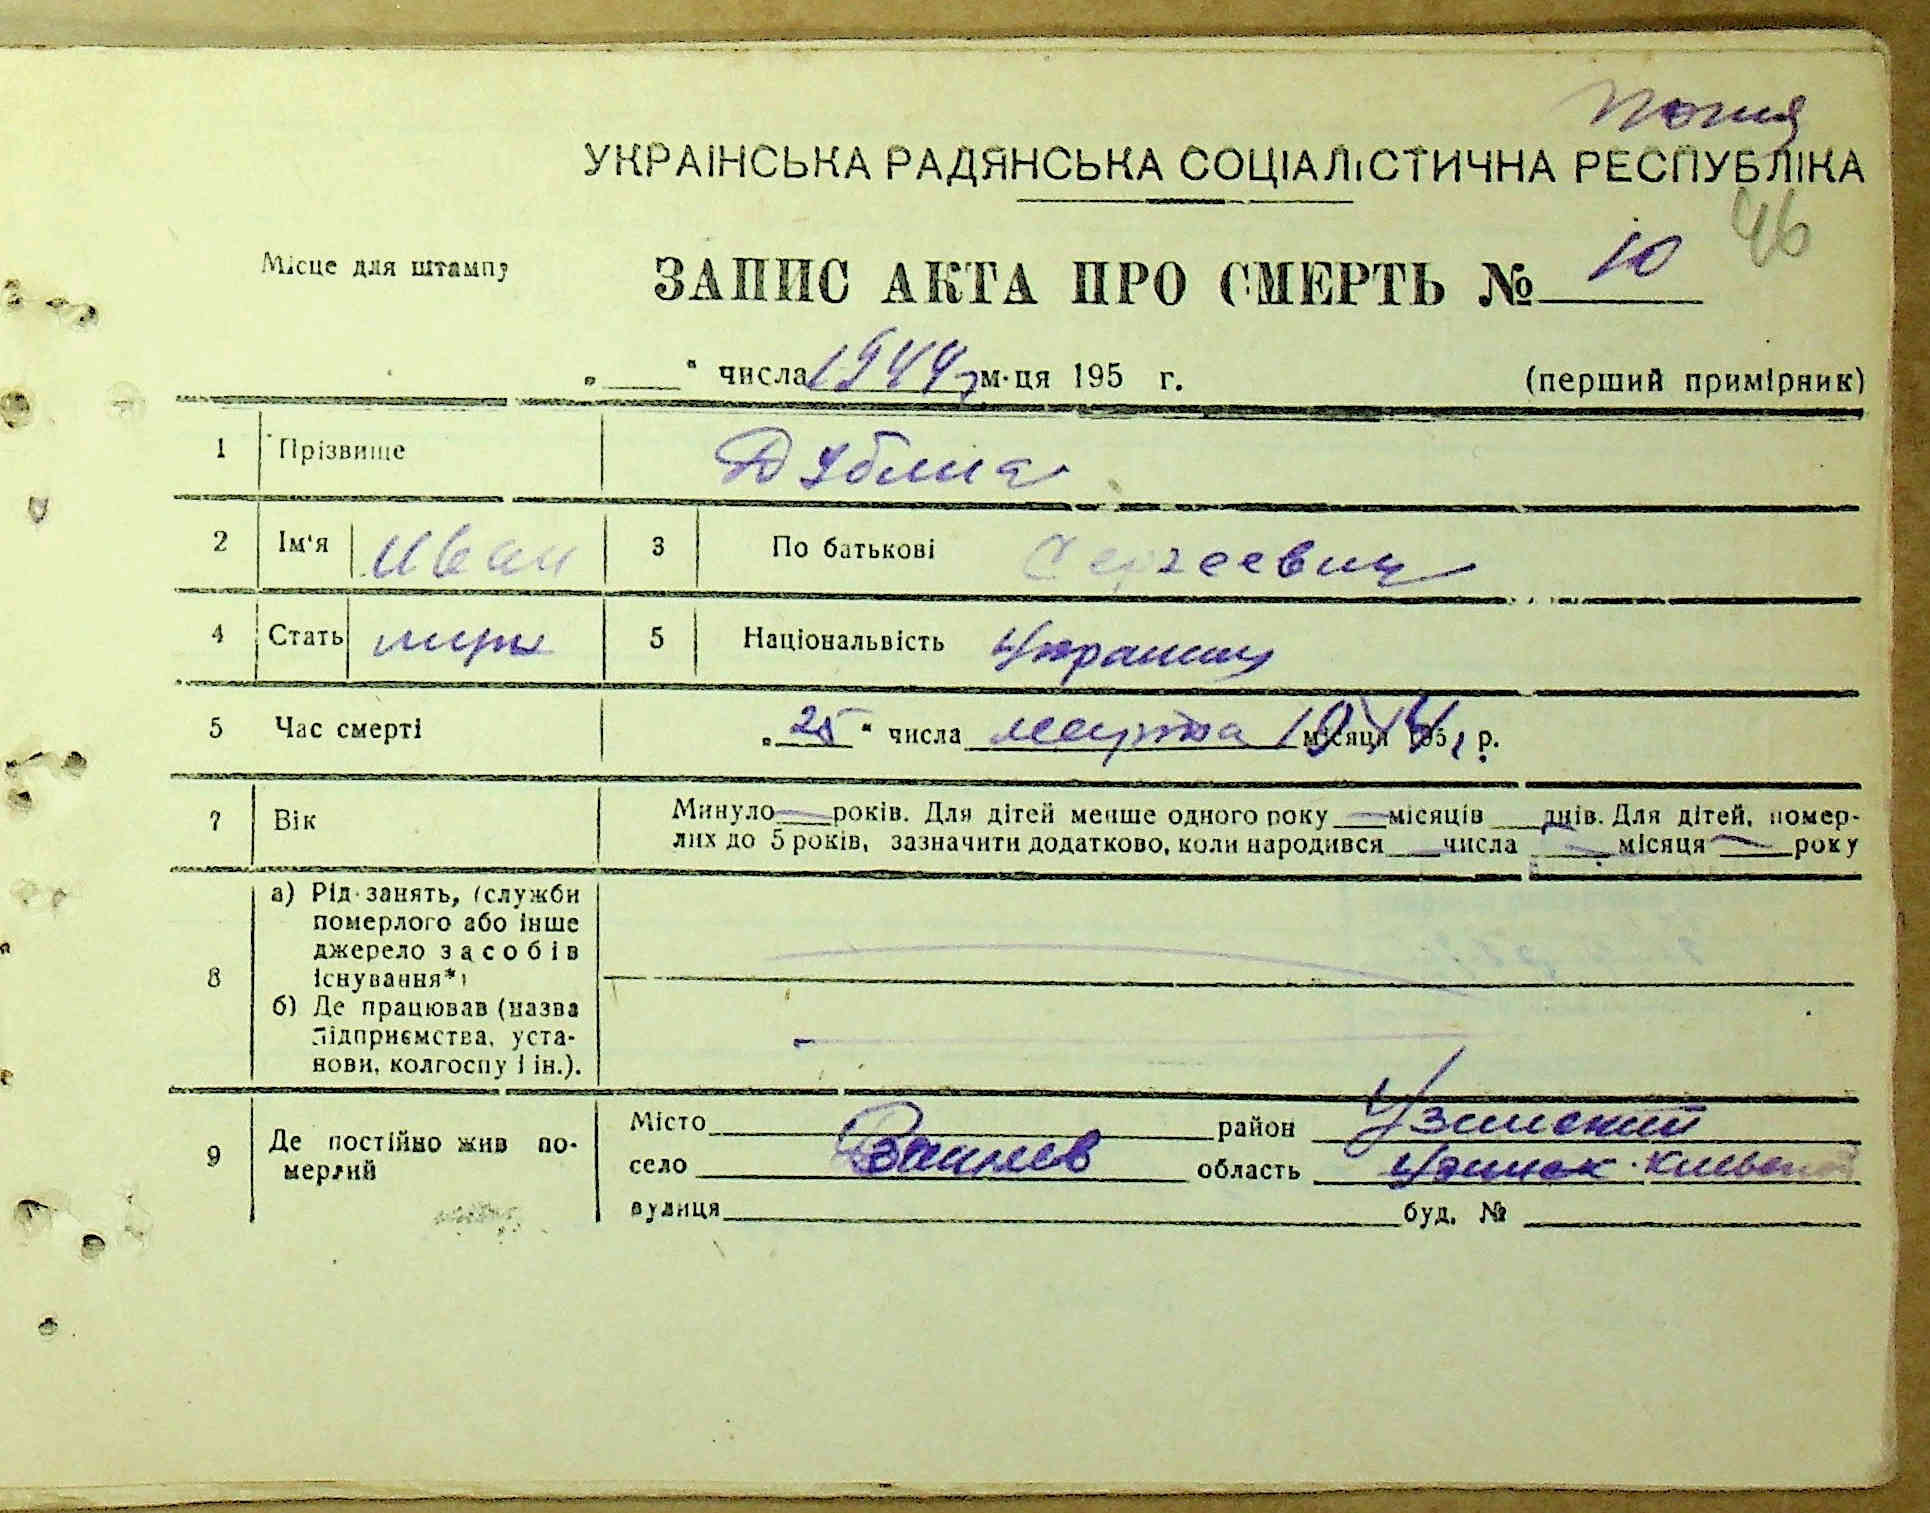 Копия
УКРАІНСЬКА РАДЯНСЬКА СОЦІАЛІСТИЧНА РЕСПУБЛІКА
46
Місце для штампу
ЗАПИС АКТА ПРО СМЕРТЬ № 10
„ “ числа 1944 м-ця 195 г. (перший примірник)
1 Прізвище
2 Ім'я Иван 3 По батькові Сергеевич
4 Стать муж 5 Національвість Украинец
5 Час смерті „25“ числа марта 1944 місяця 195 р.
7 Вік Минуло — років. Для дітей менше одного року — місяців — днів. Для дітей, помер-
лих до 5 років, зазначити додатково, коли народився числа — місяця — року
8 а) Рід занять, (служби
померлого або інше
джерело засобів
існування*)
б) Де працював (назва
підприємства, уста-
нови, колгоспу і ін.).
9 Де постійно жив по-
мерлий
Місто район Узинский
село область Узинск. Киевской
вулиця буд. №